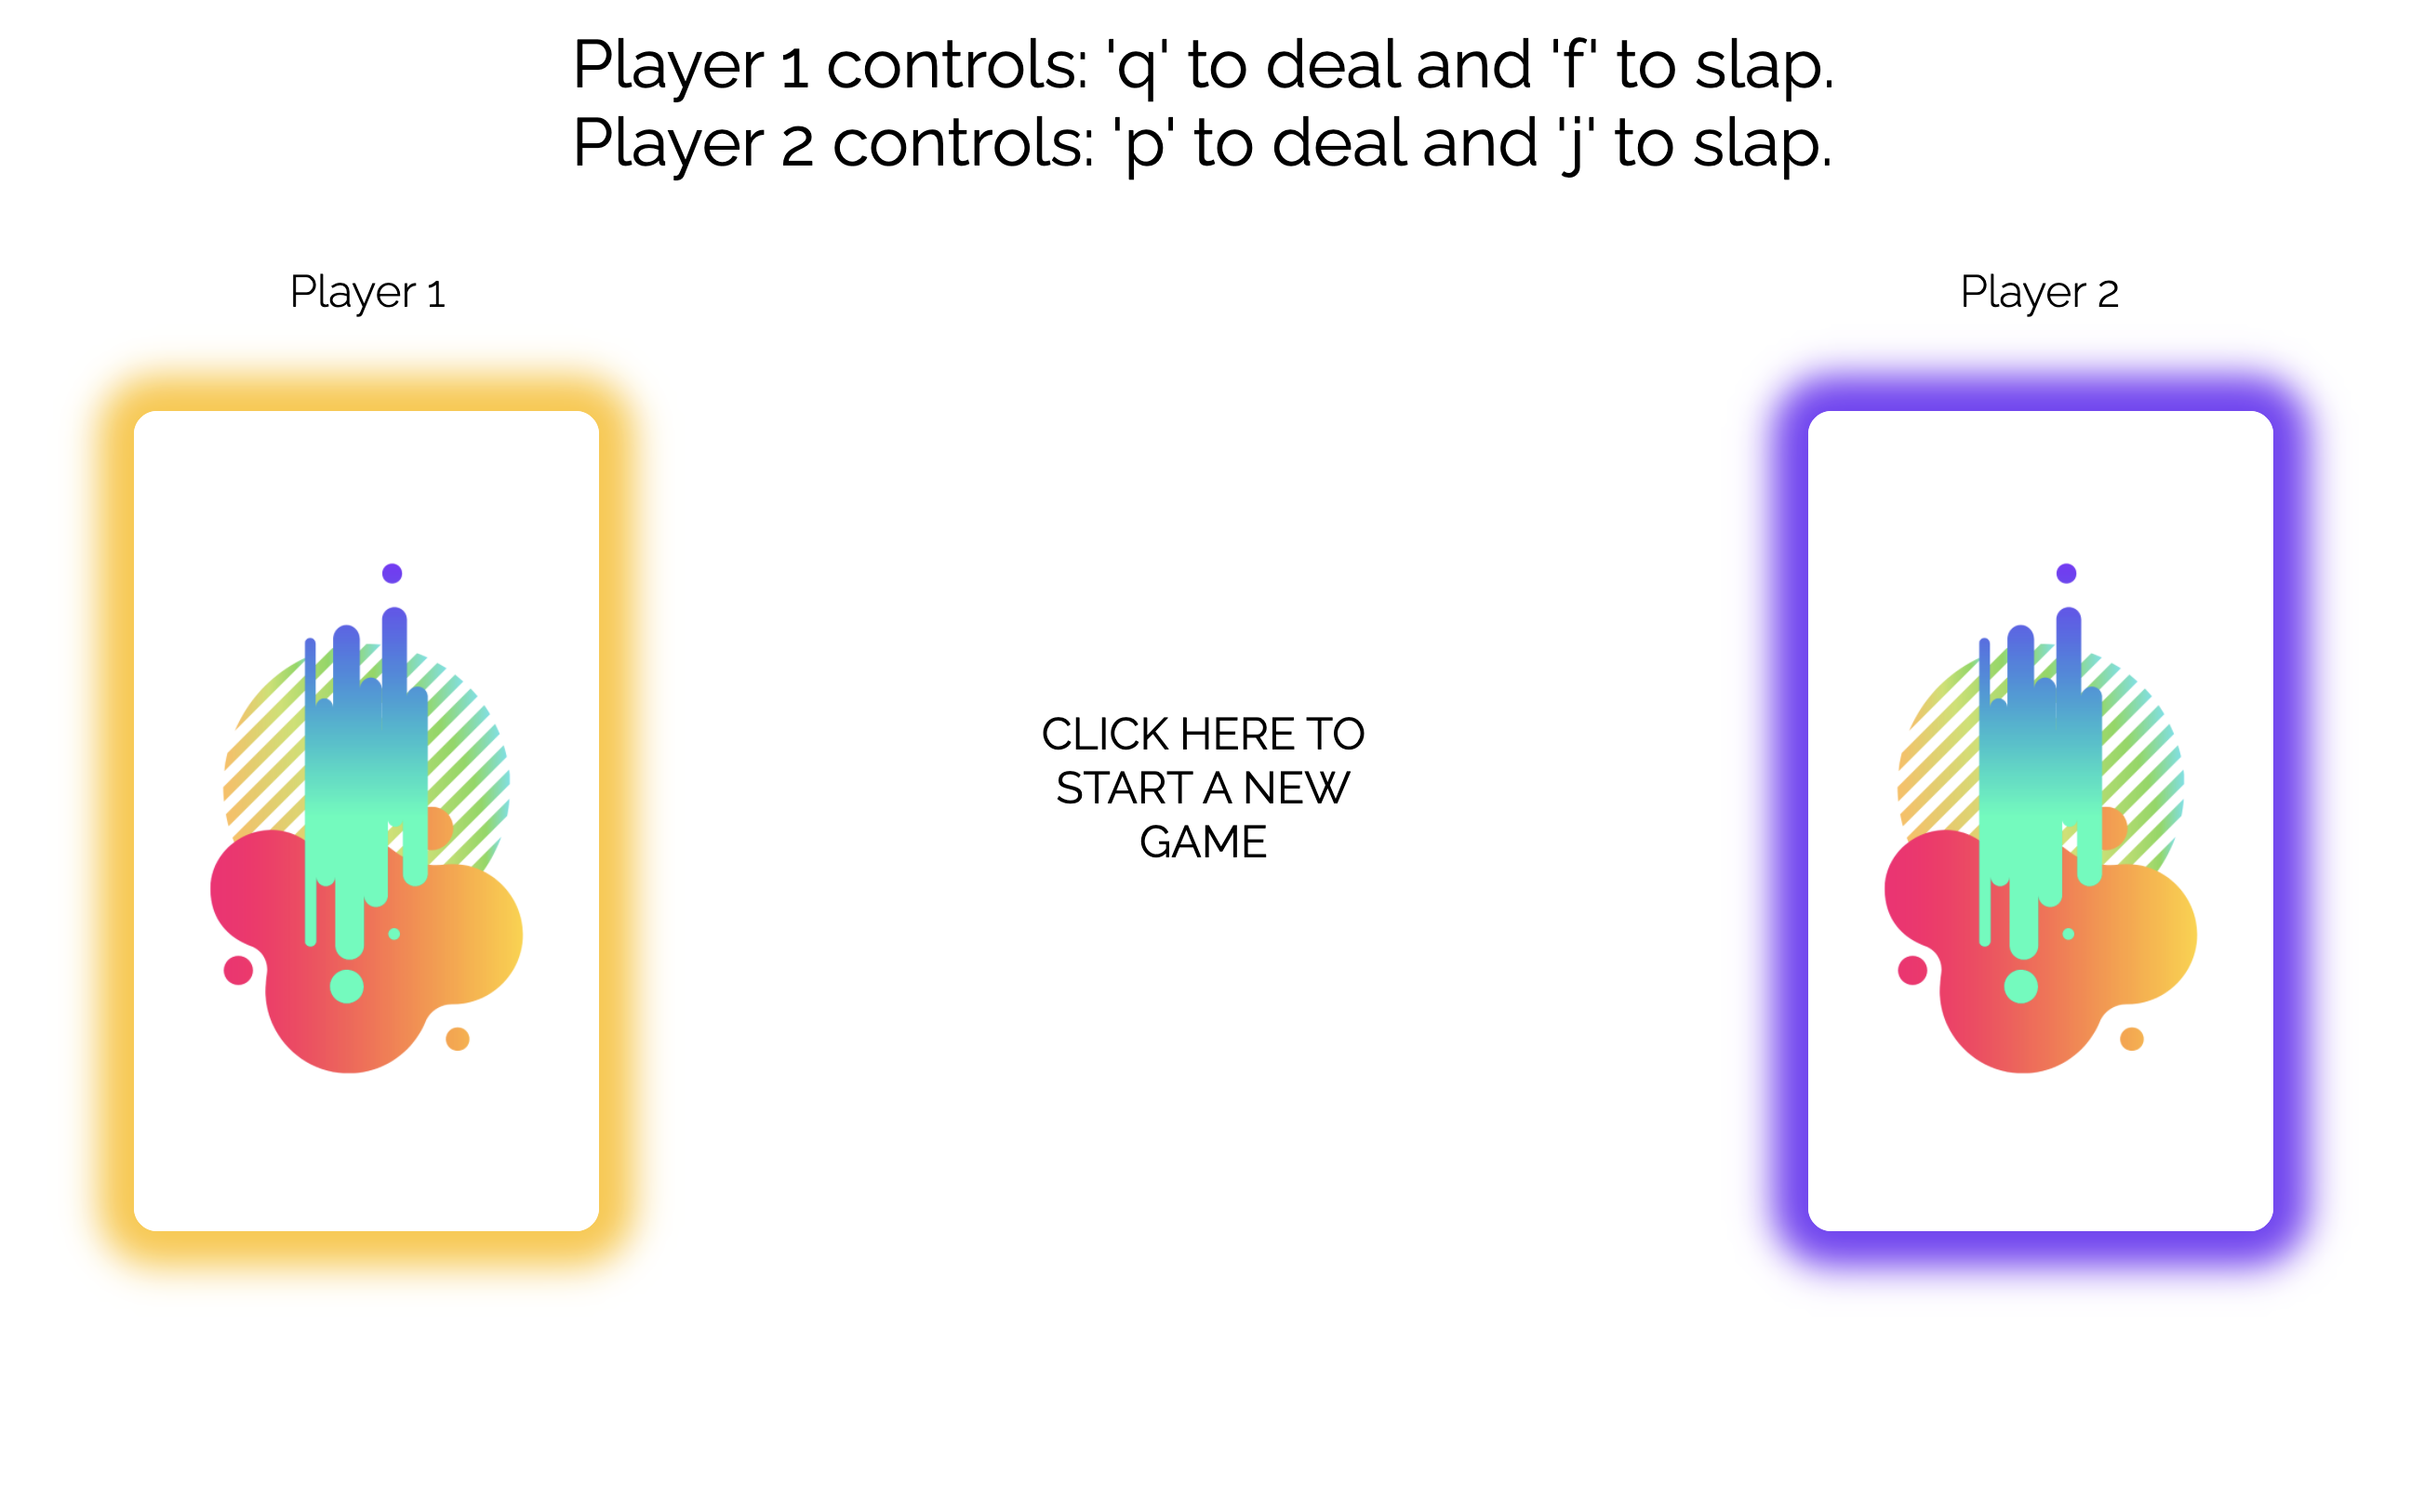 Player 1 controls: 'q' to deal and 'f' to slap.
Player 2 controls: 'p' to deal and 'j' to slap.
Player 1
Player 2
CLICK HERE TO
START A NEW
GAME